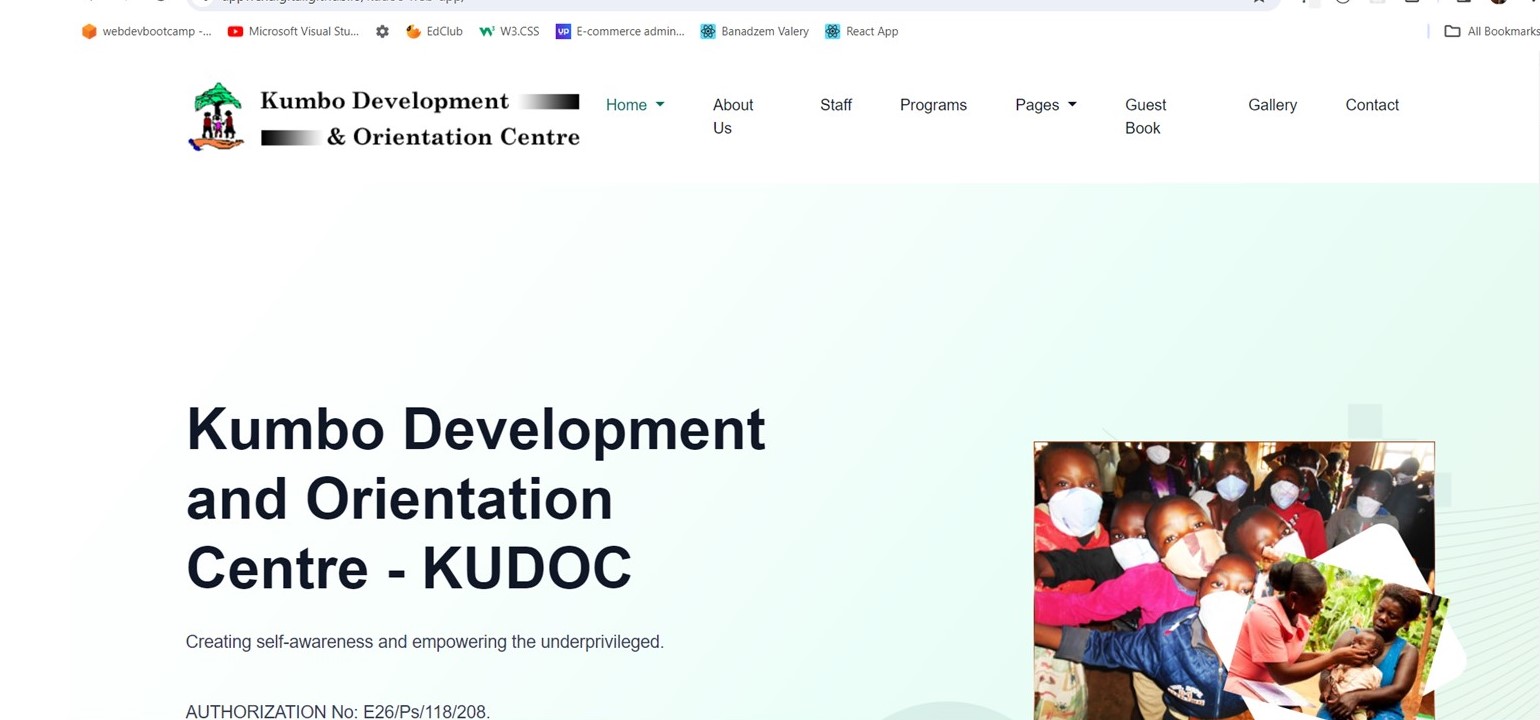 webdevbootcamp -...
Microsoft Visual Stu...
EdClub
W3.CSS
E-commerce admin...
Banadzem Valery
React App
All Bookmarks
Kumbo Development
& Orientation Centre
Home
About
Us
Staff
Programs
Pages
Guest
Book
Gallery
Contact
Kumbo Development
and Orientation
Centre - KUDOC
Creating self-awareness and empowering the underprivileged.
AUTHORIZATION No: E26/Ps/118/208.